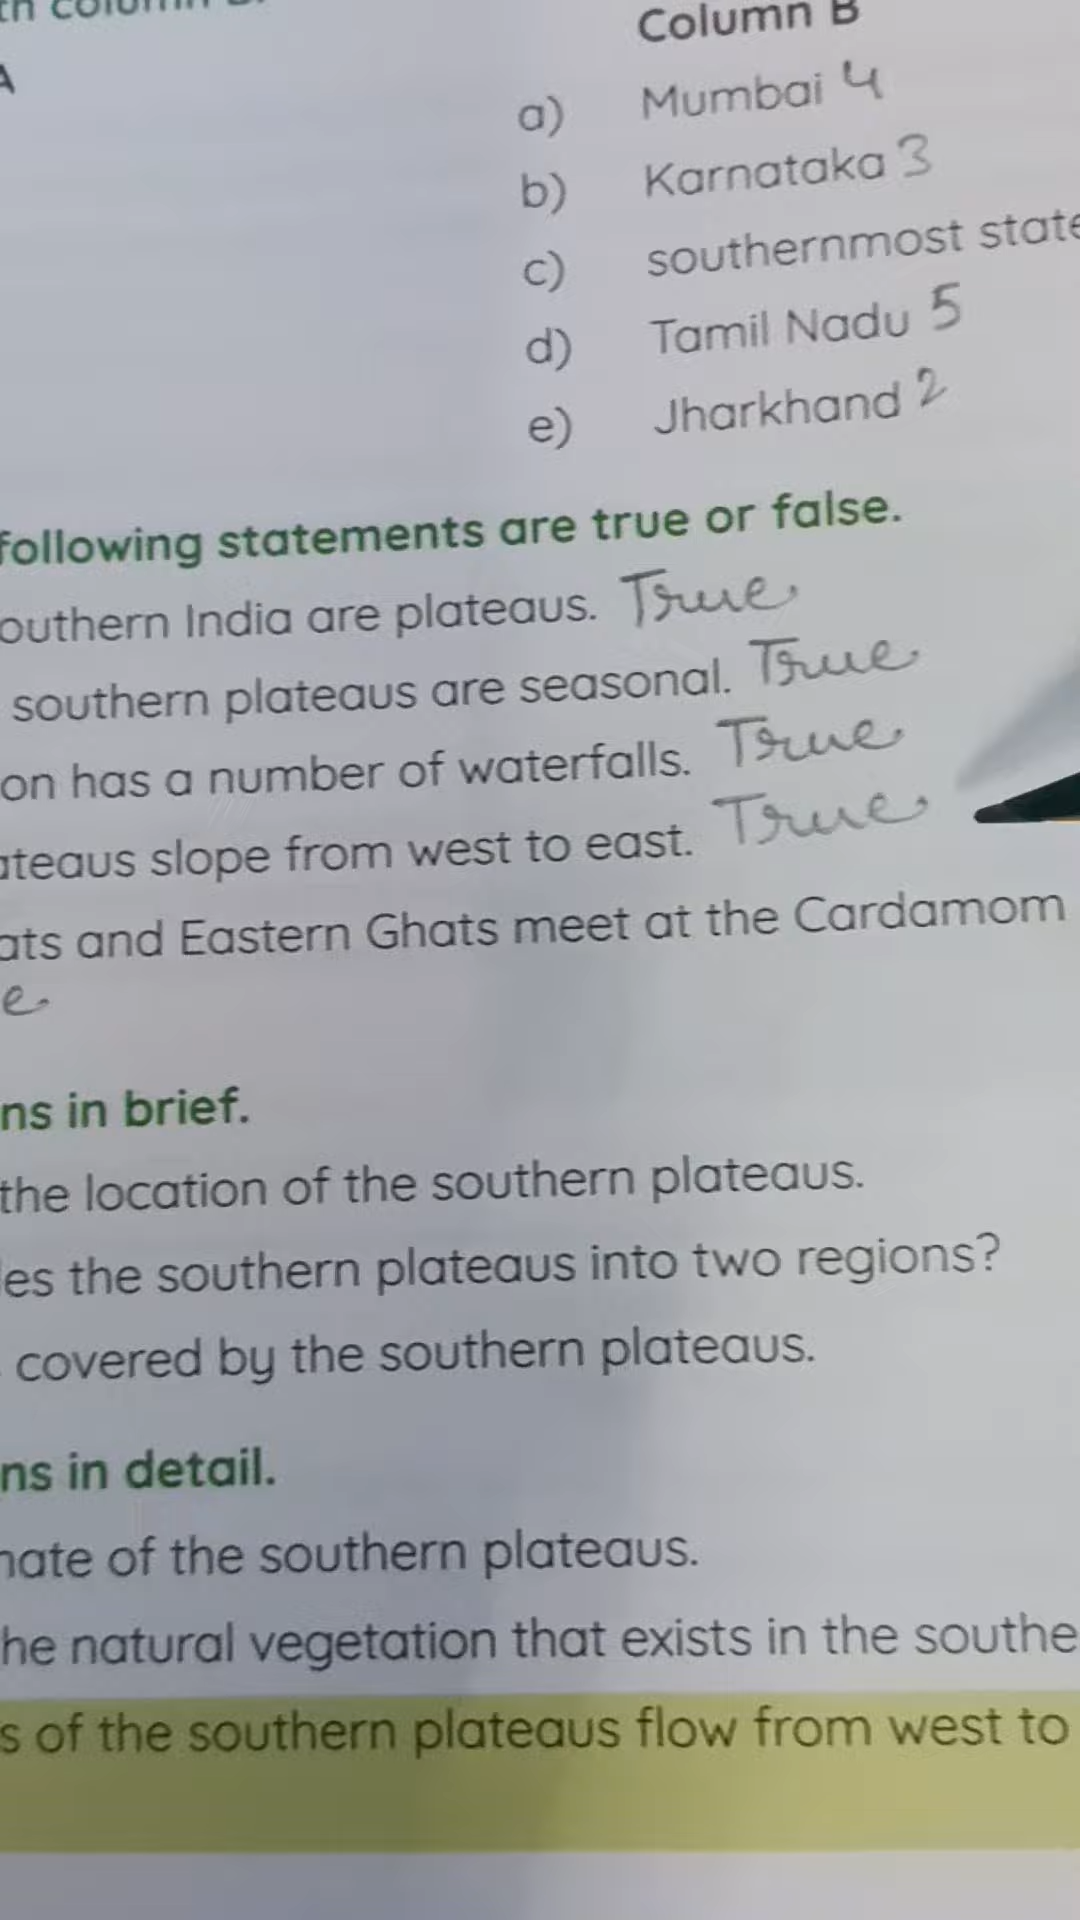 Column B
A
a) Mumbai 4
b) Karnataka 3
c) southernmost state
d) Tamil Nadu 5
e) Jharkhand 2
following statements are true or false.
outhern India are plateaus. True
southern plateaus are seasonal. True
on has a number of waterfalls. True
ateaus slope from west to east. True
ats and Eastern Ghats meet at the Cardamom
e
ns in brief.
the location of the southern plateaus.
es the southern plateaus into two regions?
covered by the southern plateaus.
ns in detail.
nate of the southern plateaus.
he natural vegetation that exists in the southe
s of the southern plateaus flow from west to